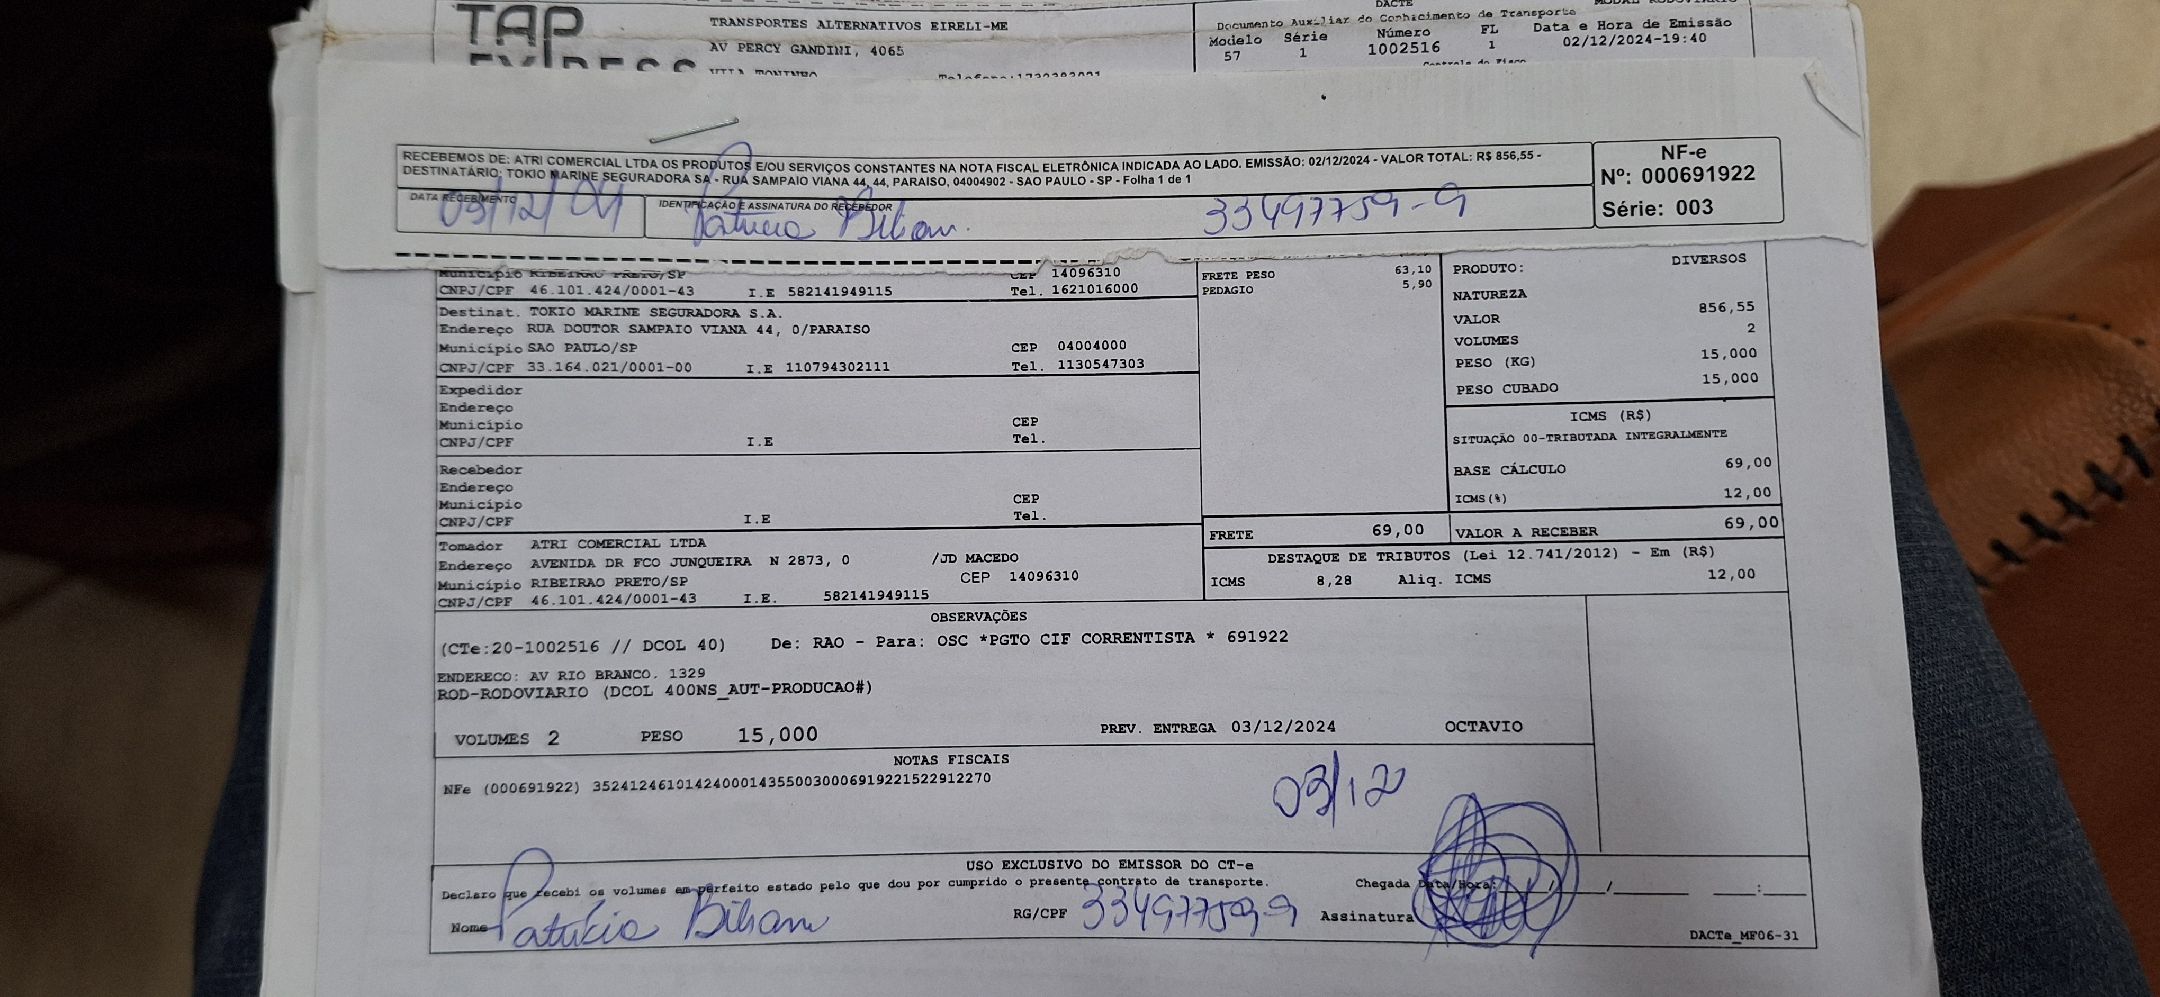 TAP
EXPRESS
TRANSPORTES ALTERNATIVOS EIRELI-ME
AV PERCY GANDINI, 4065
DACTE
Documento Auxiliar do Conhecimento de Transporte
Modelo Série Número FL Data e Hora de Emissão
57 1 1002516 1 02/12/2024-19:40
Controle do Fisco
RECEBEMOS DE: ATRI COMERCIAL LTDA OS PRODUTOS E/OU SERVIÇOS CONSTANTES NA NOTA FISCAL ELETRÔNICA INDICADA AO LADO. EMISSÃO: 02/12/2024 - VALOR TOTAL: R$ 856,55 -
DESTINATÁRIO: TOKIO MARINE SEGURADORA SA - RUA SAMPAIO VIANA 44, 44, PARAISO, 04004902 - SAO PAULO - SP - Folha 1 de 1
DATA RECEBIMENTO
03/12/
IDENTIFICAÇÃO E ASSINATURA DO RECEBEDOR
Patricia 33497759-9
NF-e
Nº: 000691922
Série: 003
Município RIBEIRAO PRETO/SP CEP 14096310
CNPJ/CPF 46.101.424/0001-43 I.E 582141949115 Tel. 1621016000
Destinat. TOKIO MARINE SEGURADORA S.A.
Endereço RUA DOUTOR SAMPAIO VIANA 44, 0/PARAISO
Município SAO PAULO/SP CEP 04004000
CNPJ/CPF 33.164.021/0001-00 I.E 110794302111 Tel. 1130547303
Expedidor
Endereço
Município CEP
CNPJ/CPF I.E Tel.
Recebedor
Endereço
Município CEP
CNPJ/CPF I.E Tel.
Tomador ATRI COMERCIAL LTDA
Endereço AVENIDA DR FCO JUNQUEIRA N 2873, 0 /JD MACEDO
Município RIBEIRAO PRETO/SP CEP 14096310
CNPJ/CPF 46.101.424/0001-43 I.E. 582141949115
FRETE PESO 63,10
PEDAGIO 5,90
FRETE 69,00
PRODUTO: DIVERSOS
NATUREZA
VALOR 856,55
VOLUMES 2
PESO (KG) 15,000
PESO CUBADO 15,000
ICMS (R$)
SITUAÇÃO 00-TRIBUTADA INTEGRALMENTE
BASE CÁLCULO 69,00
ICMS(%) 12,00
VALOR A RECEBER 69,00
DESTAQUE DE TRIBUTOS (Lei 12.741/2012) - Em (R$)
ICMS 8,28 Aliq. ICMS 12,00
OBSERVAÇÕES
(CTe:20-1002516 // DCOL 40) De: RAO - Para: OSC *PGTO CIF CORRENTISTA * 691922
ENDERECO: AV RIO BRANCO. 1329
ROD-RODOVIARIO (DCOL 400NS_AUT-PRODUCAO#)
VOLUMES 2 PESO 15,000 PREV. ENTREGA 03/12/2024 OCTAVIO
NOTAS FISCAIS
NFe (000691922) 35241246101424000143550030006919221522912270
03/12
USO EXCLUSIVO DO EMISSOR DO CT-e
Declaro que recebi os volumes em perfeito estado pelo que dou por cumprido o presente contrato de transporte. Chegada Data/Hora: / / :
Nome Patrícia RG/CPF 33497759-9 Assinatura
DACTe_MF06-31